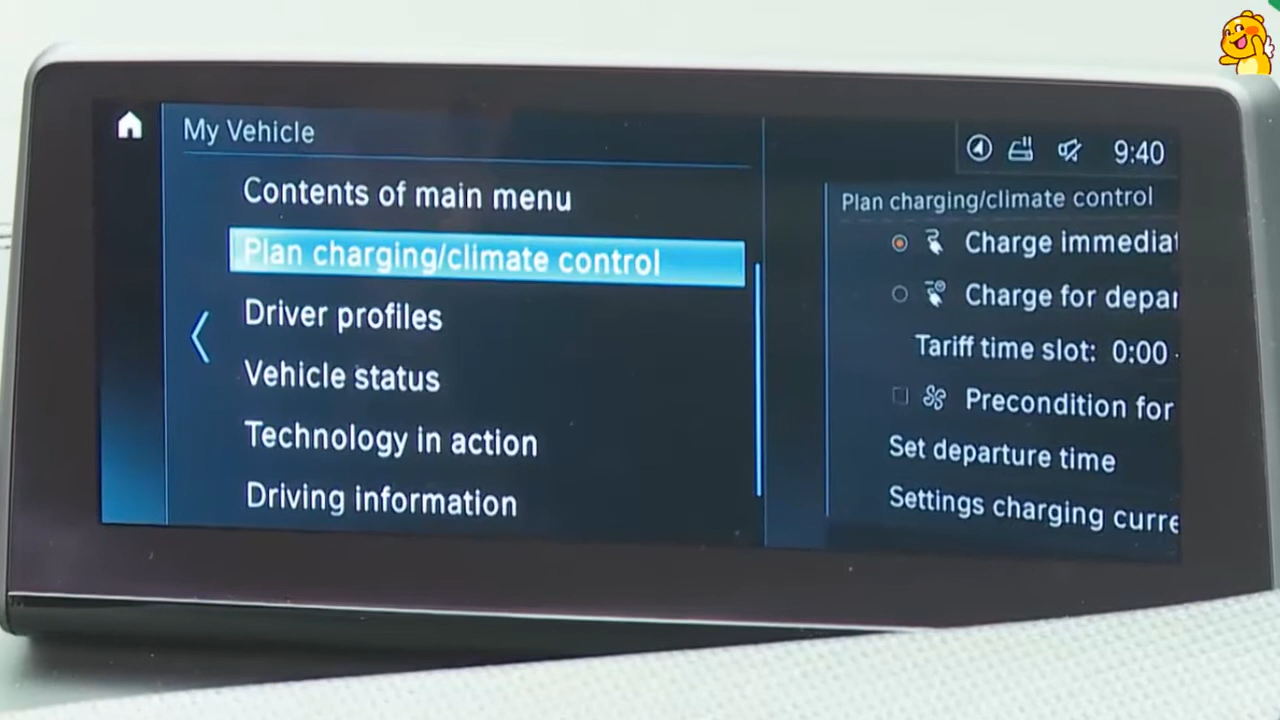 My Vehicle
Contents of main menu
Plan charging/climate control
Driver profiles
Vehicle status
Technology in action
Driving information
9:40
Plan charging/climate control
Charge immediat
Charge for depar
Tariff time slot: 0:00 -
Precondition for
Set departure time
Settings charging curre